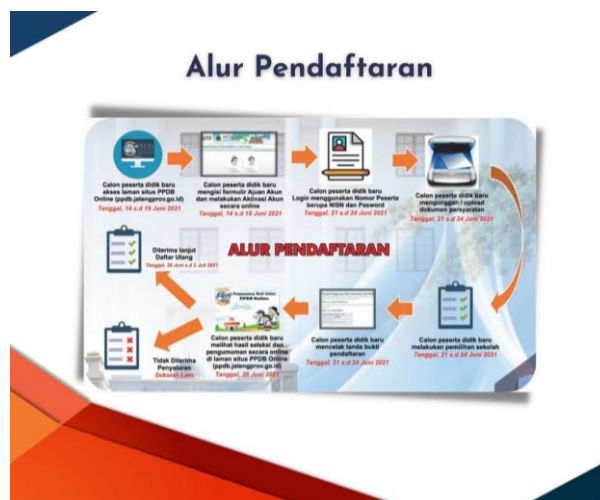 Alur Pendaftaran
Calon peserta didik baru
akses laman situs PPDB
Online (ppdb.jatengprov.go.id)
Tanggal, 14 s.d 19 Juni 2021
Calon peserta didik baru
mengisi formulir Ajuan Akun
dan melakukan Aktivasi Akun
secara online
Tanggal, 14 s.d 19 Juni 2021
Calon peserta didik baru
Login menggunakan Nomor Peserta
berupa NISN dan Pasword
Tanggal, 21 s.d 24 Juni 2021
Calon peserta didik baru
mengunggah / upload
dokumen persyaratan
Tanggal, 21 s.d 24 Juni 2021
ALUR PENDAFTARAN
Diterima lanjut
Daftar Ulang
Calon peserta didik baru
melakukan pemilihan sekolah
Tanggal, 21 s.d 24 Juni 2021
Calon peserta didik baru
mencetak tanda bukti
pendaftaran
Tanggal, 21 s.d 24 Juni 2021
PPDB Online
Calon peserta didik baru
melihat hasil seleksi dan
pengumuman secara online
di laman situs PPDB Online
(ppdb.jatengprov.go.id)
Tanggal, 26 Juni 2021
Tidak Diterima
Penyaluran
Sekolah Lain